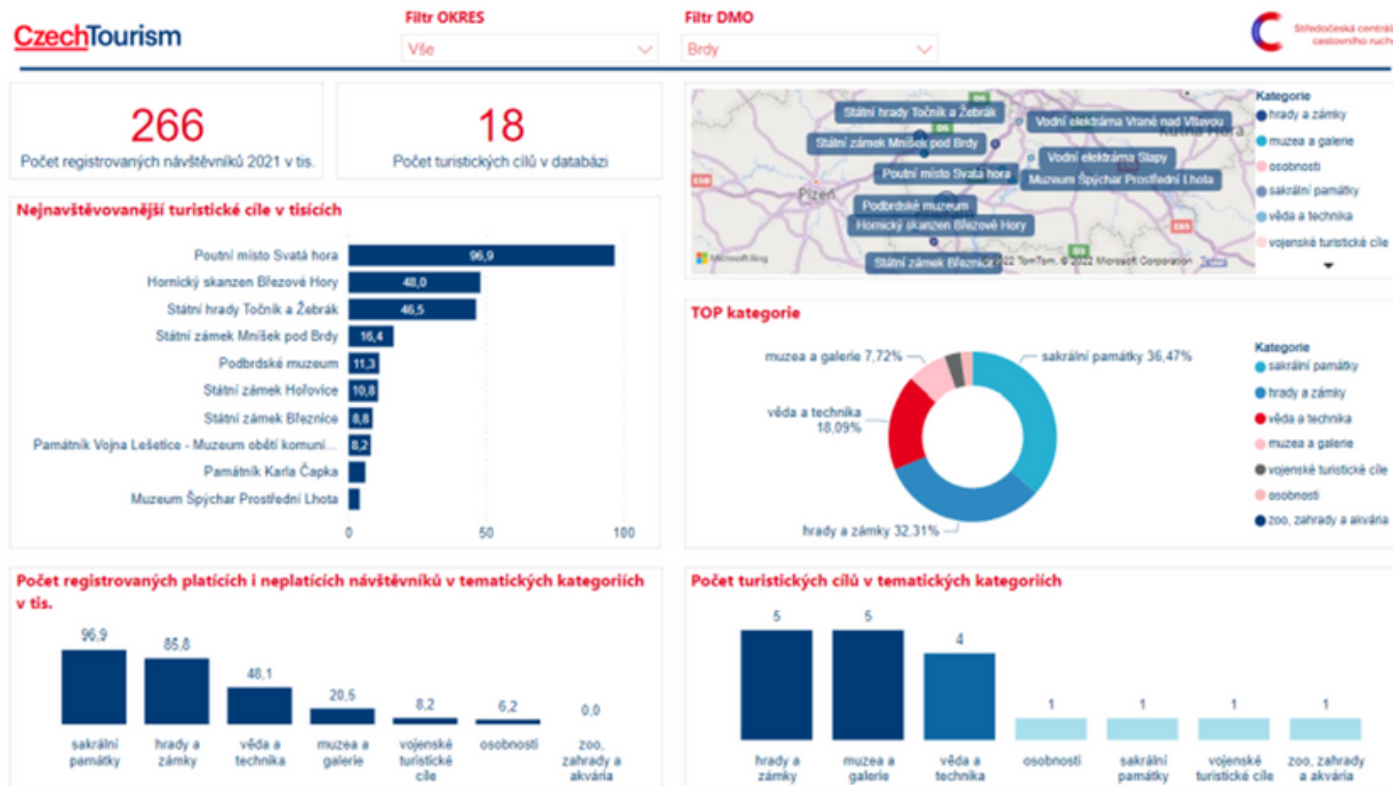 CzechTourism
Filtr OKRES
Vše
Filtr DMO
Brdy
Středočeská centrála
cestovního ruchu
266
Počet registrovaných návštěvníků 2021 v tis.
18
Počet turistických cílů v databázi
Státní hrady Točník a Žebrák
Vodní elektrárna Vrané nad Vltavou
Kutná Hora
Státní zámek Mníšek pod Brdy
Vodní elektrárna Slapy
Poutní místo Svatá hora
Muzeum Špýchar Prostřední Lhota
Plzeň
Podbrdské muzeum
Hornický skanzen Březové Hory
Státní zámek Březnice
Microsoft Bing
2022 TomTom, © 2022 Microsoft Corporation
D5
D5
E50
E65
D3
Kategorie
hrady a zámky
muzea a galerie
osobnosti
sakrální památky
věda a technika
vojenské turistické cíle
Nejnavštěvovanější turistické cíle v tisících
Poutní místo Svatá hora 96,9
Hornický skanzen Březové Hory 48,0
Státní hrady Točník a Žebrák 46,5
Státní zámek Mníšek pod Brdy 16,4
Podbrdské muzeum 11,3
Státní zámek Hořovice 10,8
Státní zámek Březnice 8,8
Památník Vojna Lešetice - Muzeum obětí komuni... 8,2
Památník Karla Čapka
Muzeum Špýchar Prostřední Lhota
0 50 100
TOP kategorie
muzea a galerie 7,72%
sakrální památky 36,47%
věda a technika
18,09%
hrady a zámky 32,31%
Kategorie
sakrální památky
hrady a zámky
věda a technika
muzea a galerie
vojenské turistické cíle
osobnosti
zoo, zahrady a akvária
Počet registrovaných platících i neplatících návštěvníků v tematických kategoriích
v tis.
96,9 85,8 48,1 20,5 8,2 6,2 0,0
sakrální hrady a věda a muzea a vojenské osobnosti zoo,
památky zámky technika galerie turistické zahrady a
cíle akvária
Počet turistických cílů v tematických kategoriích
5 5 4 1 1 1 1
hrady a muzea a věda a osobnosti sakrální vojenské zoo, zahrady
zámky galerie technika památky turistické cíle a akvária